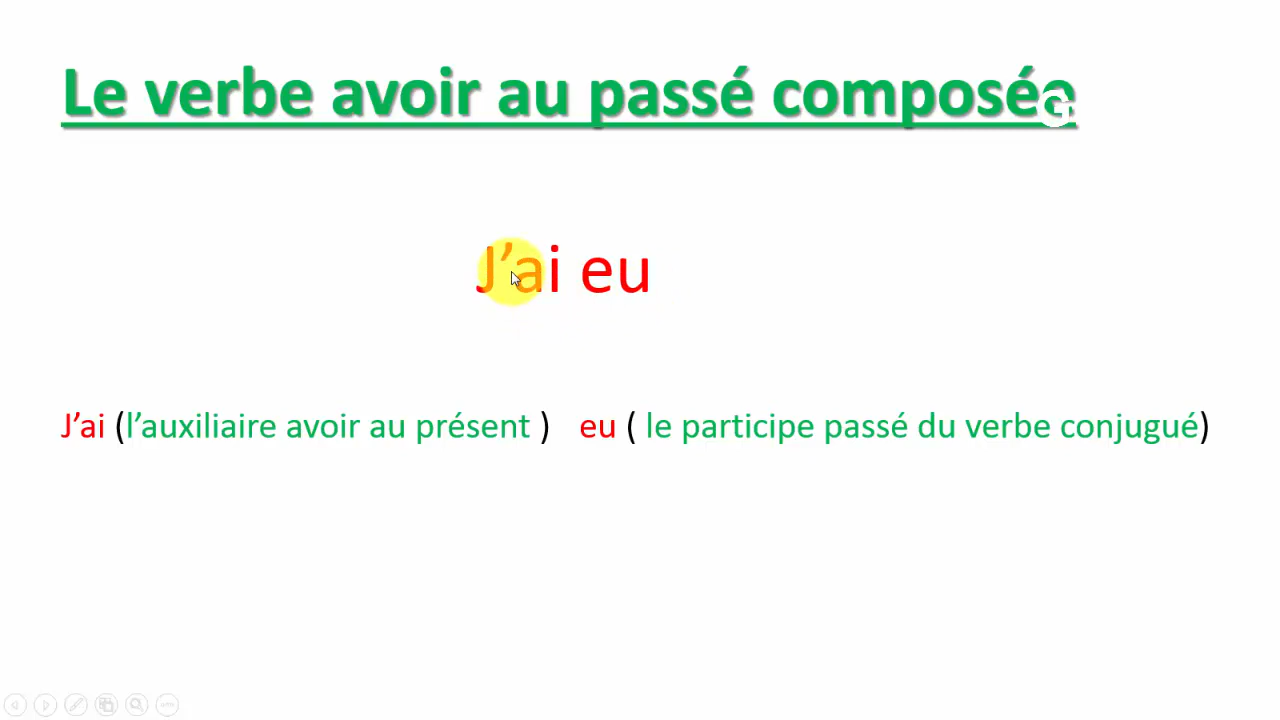 Le verbe avoir au passé composée
J’ai eu
J’ai (l’auxiliaire avoir au présent ) eu ( le participe passé du verbe conjugué)